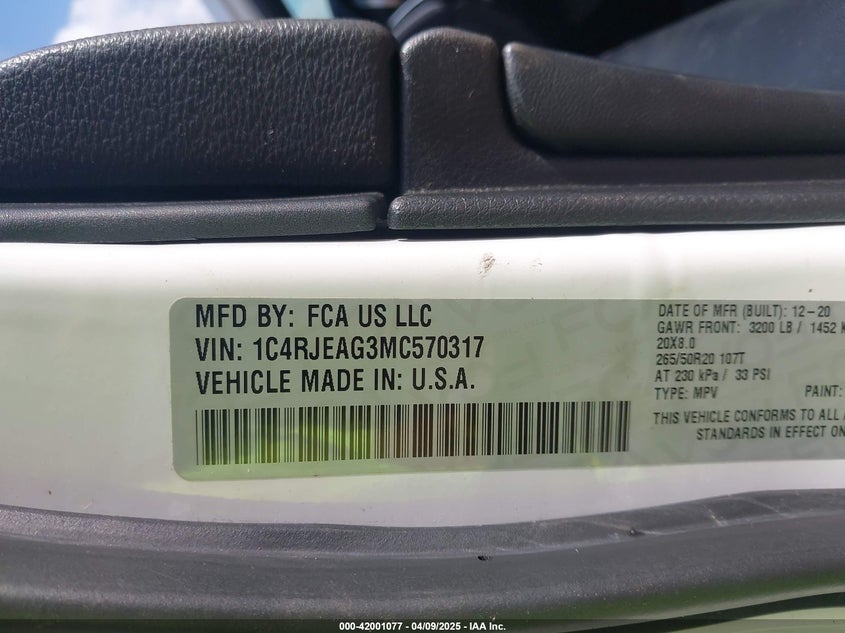 MFD BY: FCA US LLC
VIN: 1C4RJEAG3MC570317
VEHICLE MADE IN: U.S.A.
DATE OF MFR (BUILT): 12-20
GAWR FRONT: 3200 LB / 1452 K
20X8.0
265/50R20 107T
AT 230 kPa / 33 PSI
TYPE: MPV PAINT:
THIS VEHICLE CONFORMS TO ALL
STANDARDS IN EFFECT ON
000-42001077 - 04/09/2025 - IAA Inc.